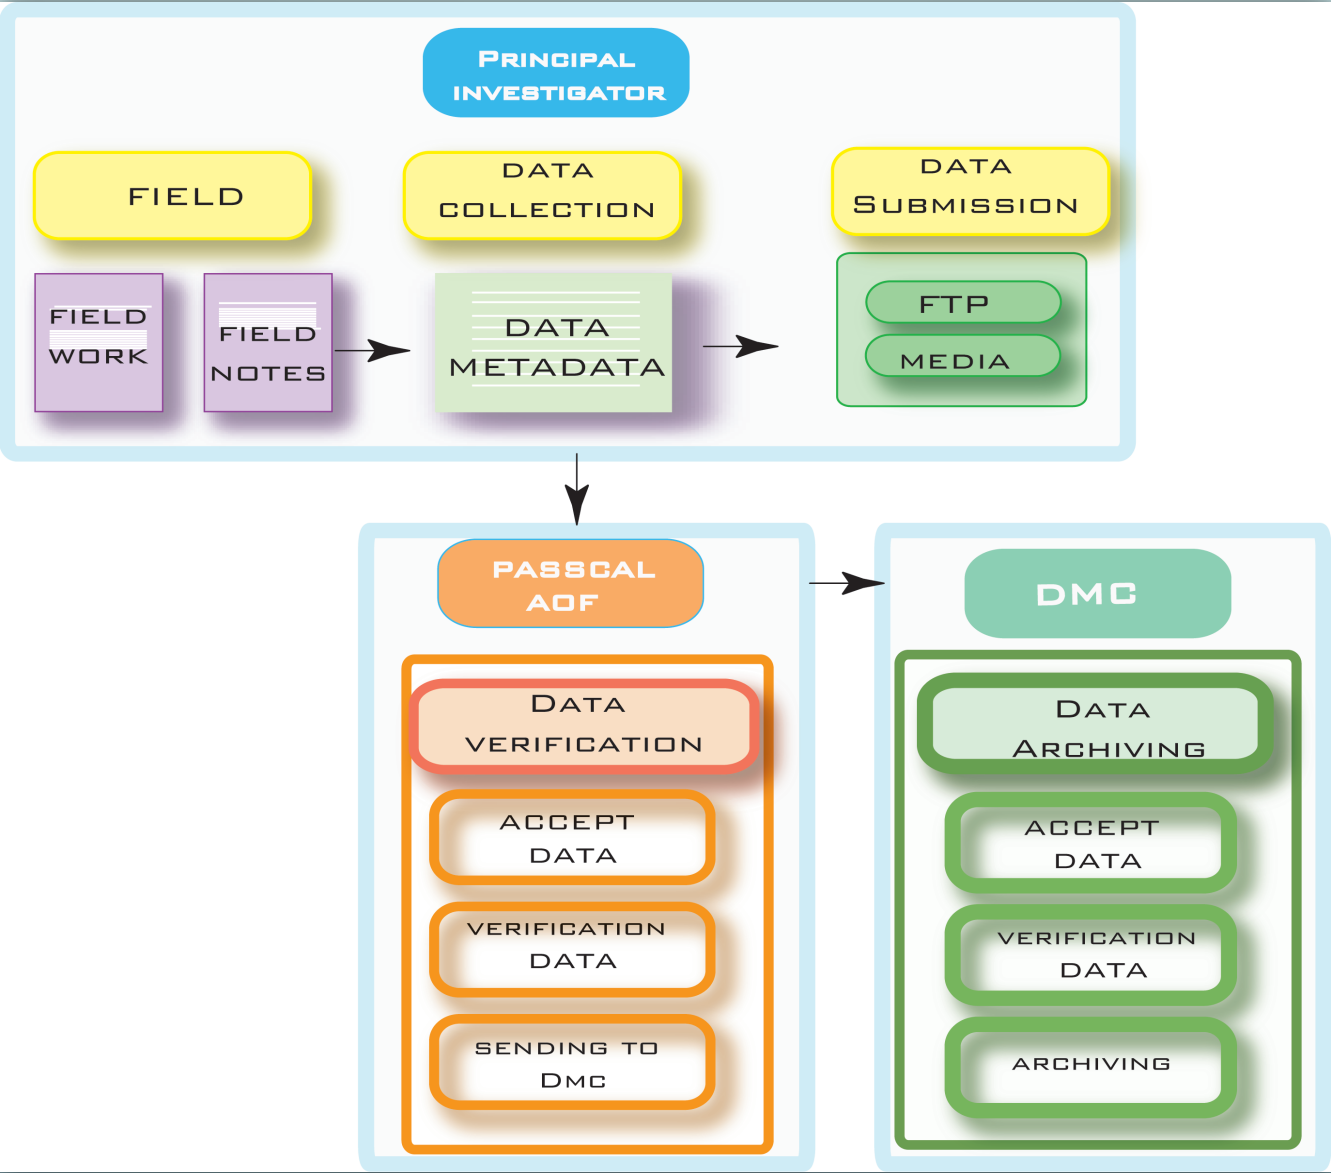 PRINCIPAL
INVESTIGATOR
FIELD
DATA
COLLECTION
DATA
SUBMISSION
FIELD
WORK
FIELD
NOTES
DATA
METADATA
FTP
MEDIA
PASSCAL
AOF
DATA
VERIFICATION
ACCEPT
DATA
VERIFICATION
DATA
SENDING TO
DMC
DMC
DATA
ARCHIVING
ACCEPT
DATA
VERIFICATION
DATA
ARCHIVING